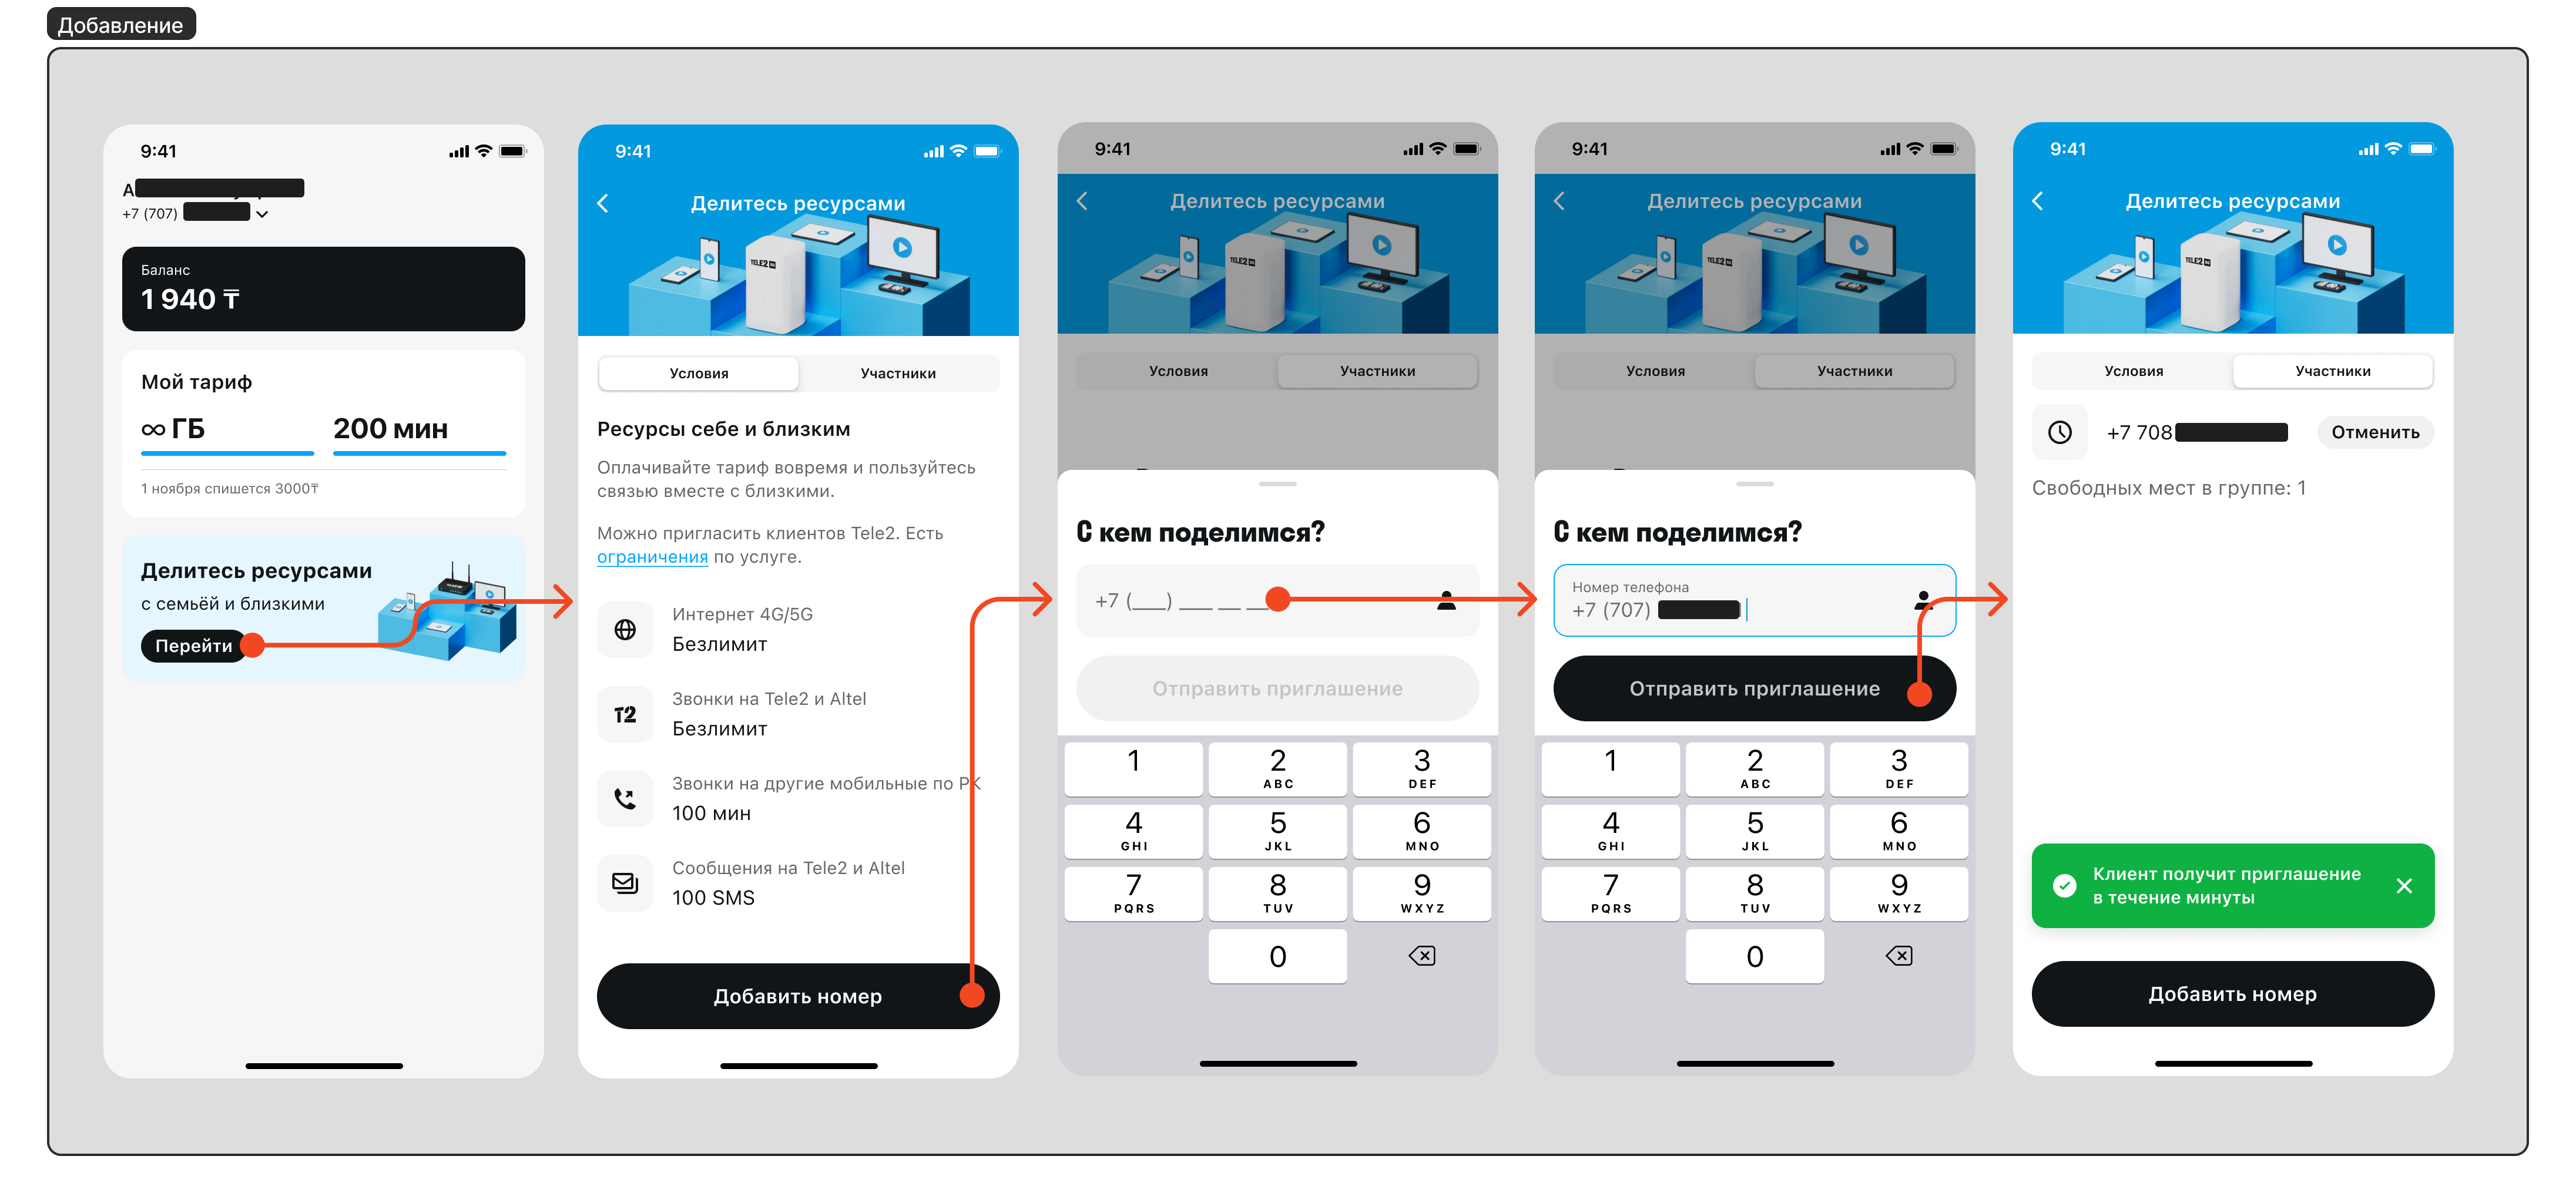 Добавление
9:41
А
+7 (707)
Баланс
1 940 ₸
Мой тариф
∞ ГБ
200 мин
1 ноября спишется 3000₸
Делитесь ресурсами
с семьёй и близкими
Перейти
9:41
Делитесь ресурсами
TELE2
Условия
Участники
Ресурсы себе и близким
Оплачивайте тариф вовремя и пользуйтесь
связью вместе с близкими.
Можно пригласить клиентов Tele2. Есть
ограничения по услуге.
Интернет 4G/5G
Безлимит
T2
Звонки на Tele2 и Altel
Безлимит
Звонки на другие мобильные по РК
100 мин
Сообщения на Tele2 и Altel
100 SMS
Добавить номер
9:41
Делитесь ресурсами
TELE2
Условия
Участники
С кем поделимся?
+7 (___) ___ __ __
Отправить приглашение
1
2
ABC
3
DEF
4
GHI
5
JKL
6
MNO
7
PQRS
8
TUV
9
WXYZ
0
9:41
Делитесь ресурсами
TELE2
Условия
Участники
С кем поделимся?
Номер телефона
+7 (707)
Отправить приглашение
1
2
ABC
3
DEF
4
GHI
5
JKL
6
MNO
7
PQRS
8
TUV
9
WXYZ
0
9:41
Делитесь ресурсами
TELE2
Условия
Участники
+7 708
Отменить
Свободных мест в группе: 1
Клиент получит приглашение
в течение минуты
Добавить номер